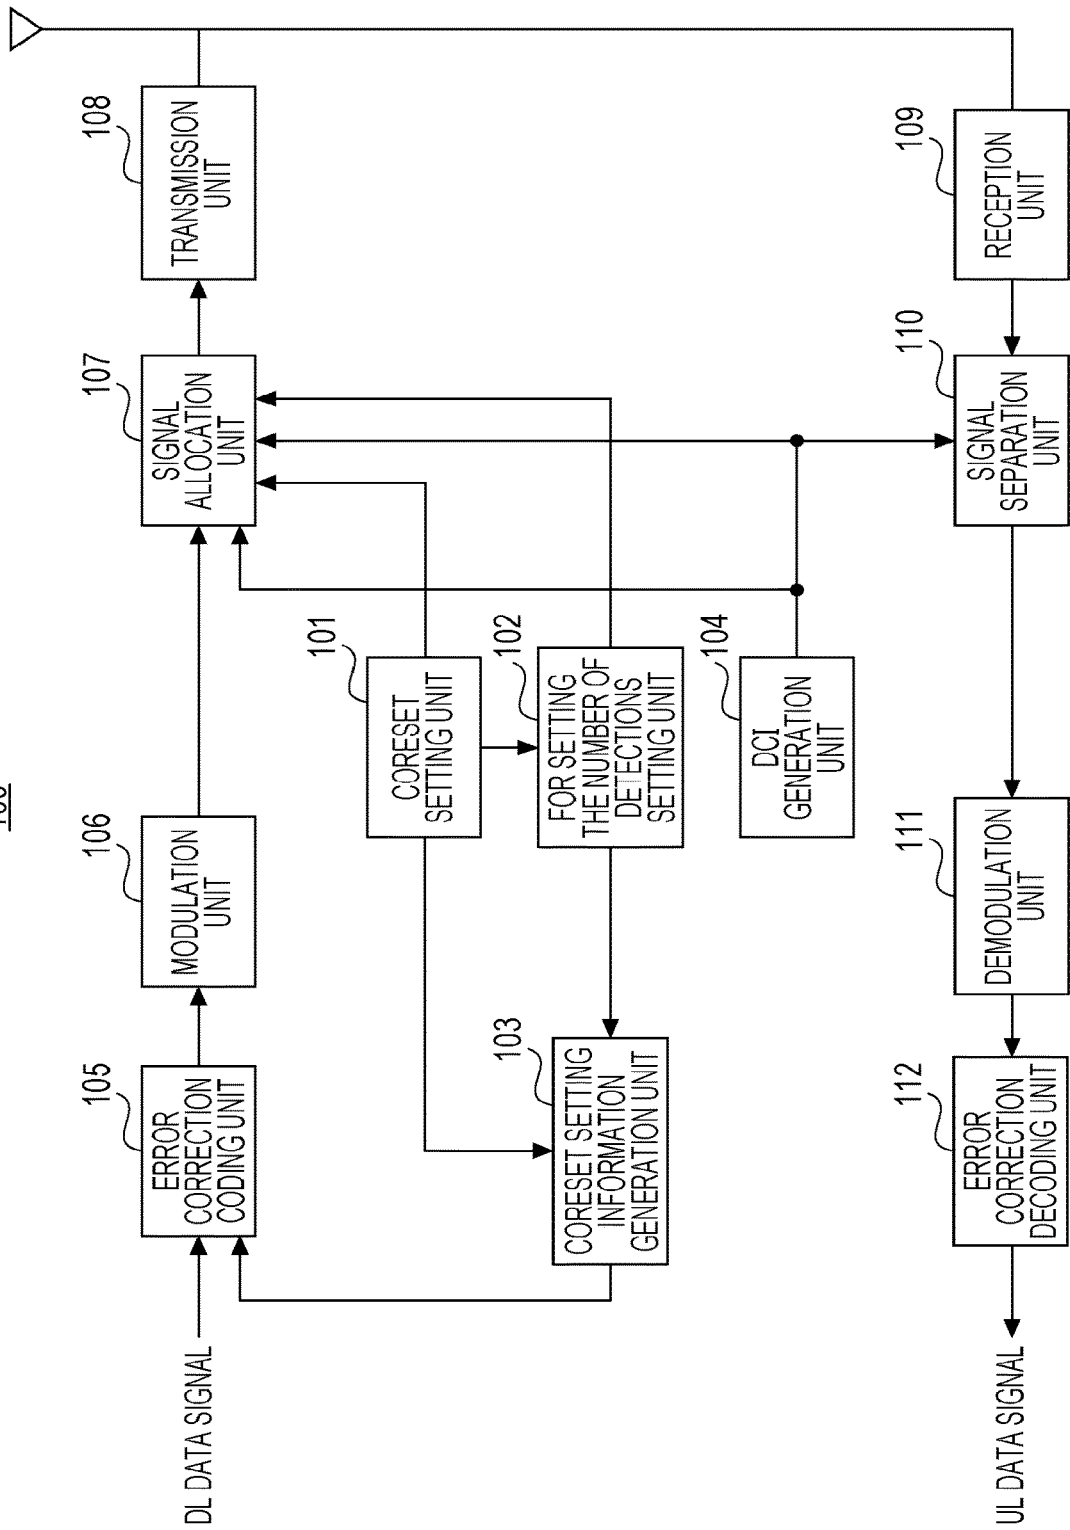 105
ERROR
CORRECTION
CODING UNIT
106
MODULATION
UNIT
107
SIGNAL
ALLOCATION
UNIT
108
TRANSMISSION
UNIT
DL DATA SIGNAL
101
CORESET
SETTING UNIT
103
CORESET SETTING
INFORMATION
GENERATION UNIT
102
FOR SETTING
THE NUMBER OF
DETECTIONS
SETTING UNIT
104
DCI
GENERATION
UNIT
112
ERROR
CORRECTION
DECODING UNIT
111
DEMODULATION
UNIT
110
SIGNAL
SEPARATION
UNIT
109
RECEPTION
UNIT
UL DATA SIGNAL